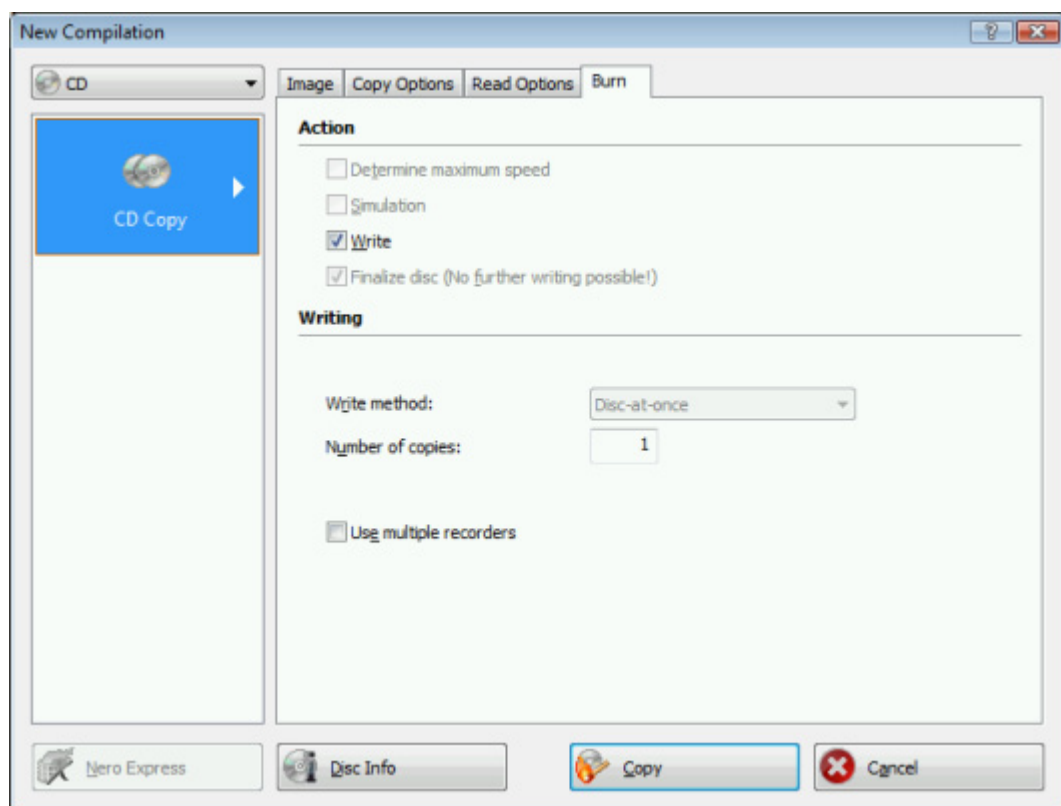 New Compilation
CD
Image Copy Options Read Options Burn
Action
CD Copy
Determine maximum speed
Simulation
Write
Finalize disc (No further writing possible!)
Writing
Write method: Disc-at-once
Number of copies: 1
Use multiple recorders
Nero Express Disc Info Copy Cancel